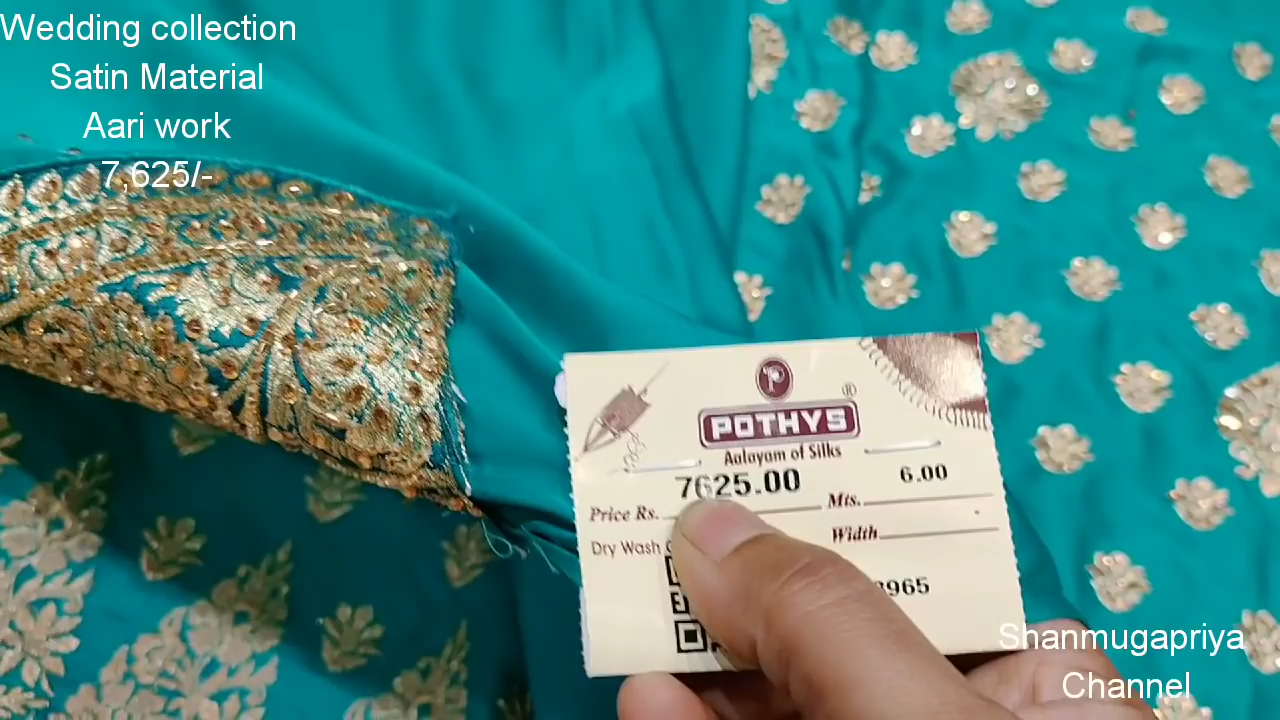 Wedding collection
Satin Material
Aari work
7,625/-
P
POTHYS ®
Aalayam of Silks
7625.00
6.00
Price Rs.
Mts.
Dry Wash
Width
3965
Shanmugapriya
Channel